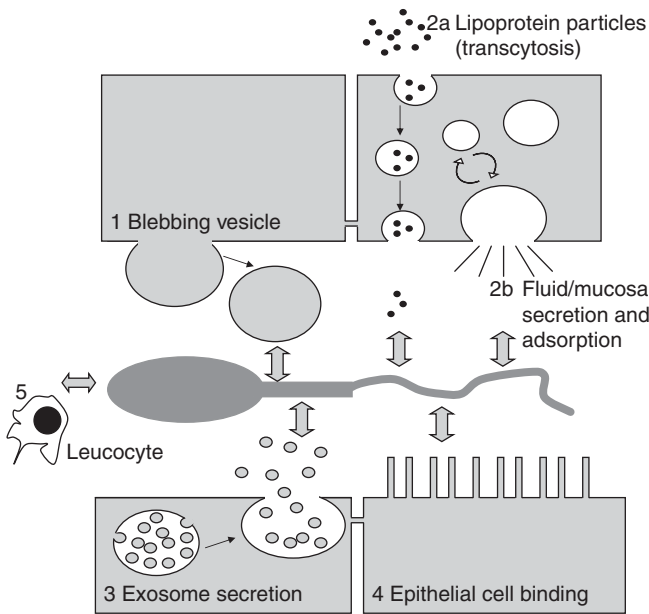 2a Lipoprotein particles
(transcytosis)
1 Blebbing vesicle
2b Fluid/mucosa
secretion and
adsorption
5
Leucocyte
3 Exosome secretion
4 Epithelial cell binding